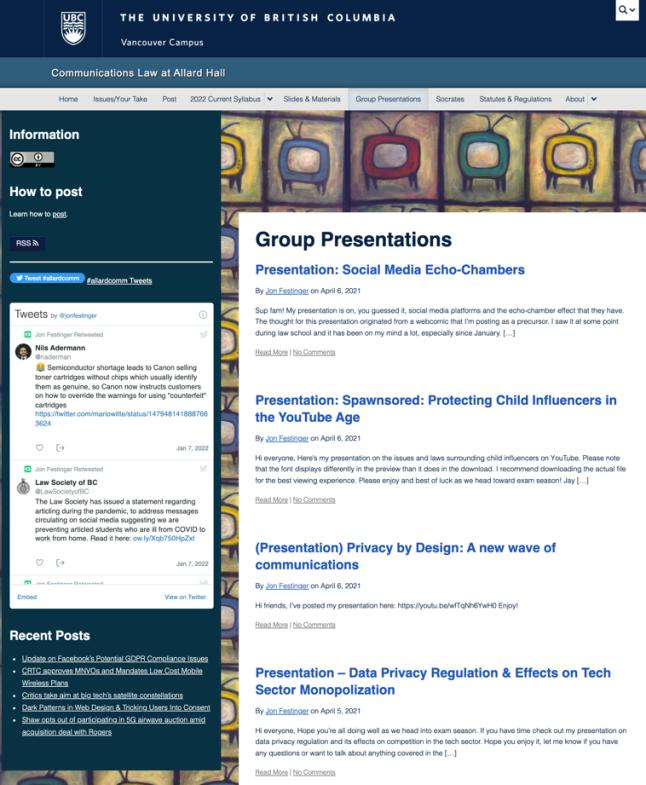 UBC
THE UNIVERSITY OF BRITISH COLUMBIA
Vancouver Campus
Communications Law at Allard Hall
Home Issues/Your Take Post 2022 Current Syllabus Slides & Materials Group Presentations Socrates Statutes & Regulations About
Information
CC BY
How to post
Learn how to post.
RSS
Tweet #allardcomm #allardcomm Tweets
Tweets by @jonfestinger
Jon Festinger Retweeted
Nils Adermann
@naderman
😂 Semiconductor shortage leads to Canon selling
toner cartridges without chips which usually identify
them as genuine, so Canon now instructs customers
on how to override the warnings for using "counterfeit"
cartridges
https://twitter.com/mariowitte/status/147948141888766
3624
Jan 7, 2022
Jon Festinger Retweeted
Law Society of BC
@LawSocietyofBC
The Law Society has issued a statement regarding
articling during the pandemic, to address messages
circulating on social media suggesting we are
preventing articled students who are ill from COVID to
work from home. Read it here: ow.ly/Xqb750HpZxt
Jan 7, 2022
Jon Festinger Retweeted
Embed View on Twitter
Recent Posts
Update on Facebook's Potential GDPR Compliance Issues
CRTC approves MNVOs and Mandates Low Cost Mobile
Wireless Plans
Critics take aim at big tech's satellite constellations
Dark Patterns in Web Design & Tricking Users Into Consent
Shaw opts out of participating in 5G airwave auction amid
acquisition deal with Rogers
Group Presentations
Presentation: Social Media Echo-Chambers
By Jon Festinger on April 6, 2021
Sup fam! My presentation is on, you guessed it, social media platforms and the echo-chamber effect that they have.
The thought for this presentation originated from a webcomic that I'm posting as a precursor. I saw it at some point
during law school and it has been on my mind a lot, especially since January. […]
Read More | No Comments
Presentation: Spawnsored: Protecting Child Influencers in
the YouTube Age
By Jon Festinger on April 6, 2021
Hi everyone, Here's my presentation on the issues and laws surrounding child influencers on YouTube. Please note
that the font displays differently in the preview than it does in the download. I recommend downloading the actual file
for the best viewing experience. Please enjoy and best of luck as we head toward exam season! Jay […]
Read More | No Comments
(Presentation) Privacy by Design: A new wave of
communications
By Jon Festinger on April 6, 2021
Hi friends, I've posted my presentation here: https://youtu.be/wfTqNh6YwH0 Enjoy!
Read More | No Comments
Presentation – Data Privacy Regulation & Effects on Tech
Sector Monopolization
By Jon Festinger on April 5, 2021
Hi everyone, Hope you're all doing well as we head into exam season. If you have time check out my presentation on
data privacy regulation and its effects on competition in the tech sector. Hope you enjoy it, let me know if you have
any questions or want to talk about anything covered in the […]
Read More | No Comments